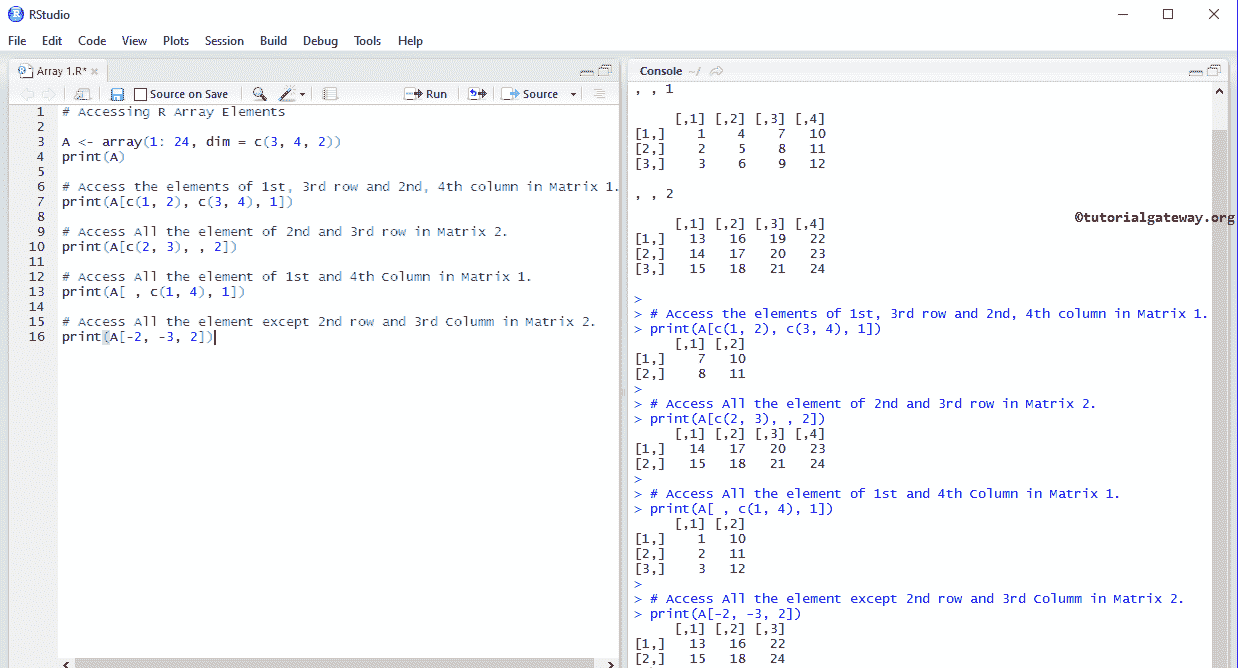 RStudio
File Edit Code View Plots Session Build Debug Tools Help
Array 1.R*
Source on Save Run Source
1 # Accessing R Array Elements
2
3 A <- array(1: 24, dim = c(3, 4, 2))
4 print(A)
5
6 # Access the elements of 1st, 3rd row and 2nd, 4th column in Matrix 1.
7 print(A[c(1, 2), c(3, 4), 1])
8
9 # Access All the element of 2nd and 3rd row in Matrix 2.
10 print(A[c(2, 3), , 2])
11
12 # Access All the element of 1st and 4th Column in Matrix 1.
13 print(A[ , c(1, 4), 1])
14
15 # Access All the element except 2nd row and 3rd Columm in Matrix 2.
16 print(A[-2, -3, 2])
Console ~/
, , 1
[,1] [,2] [,3] [,4]
[1,] 1 4 7 10
[2,] 2 5 8 11
[3,] 3 6 9 12
, , 2
©tutorialgateway.org
[,1] [,2] [,3] [,4]
[1,] 13 16 19 22
[2,] 14 17 20 23
[3,] 15 18 21 24
>
> # Access the elements of 1st, 3rd row and 2nd, 4th column in Matrix 1.
> print(A[c(1, 2), c(3, 4), 1])
[,1] [,2]
[1,] 7 10
[2,] 8 11
>
> # Access All the element of 2nd and 3rd row in Matrix 2.
> print(A[c(2, 3), , 2])
[,1] [,2] [,3] [,4]
[1,] 14 17 20 23
[2,] 15 18 21 24
>
> # Access All the element of 1st and 4th Column in Matrix 1.
> print(A[ , c(1, 4), 1])
[,1] [,2]
[1,] 1 10
[2,] 2 11
[3,] 3 12
>
> # Access All the element except 2nd row and 3rd Columm in Matrix 2.
> print(A[-2, -3, 2])
[,1] [,2] [,3]
[1,] 13 16 22
[2,] 15 18 24